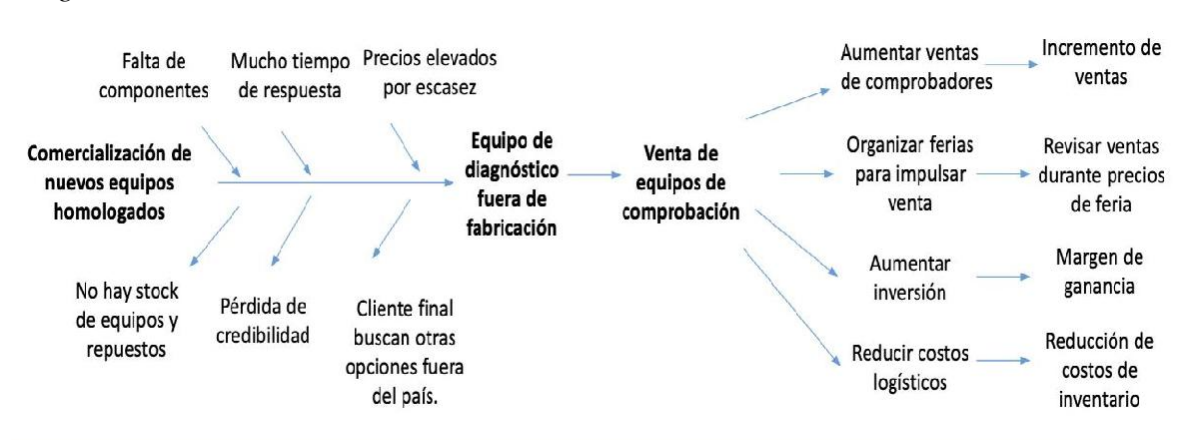 Falta de
componentes
Mucho tiempo
de respuesta
Precios elevados
por escasez
Comercialización de
nuevos equipos
homologados
No hay stock
de equipos y
repuestos
Pérdida de
credibilidad
Cliente final
buscan otras
opciones fuera
del país.
Equipo de
diagnóstico
fuera de
fabricación
Venta de
equipos de
comprobación
Aumentar ventas
de comprobadores
Incremento de
ventas
Organizar ferias
para impulsar
venta
Revisar ventas
durante precios
de feria
Aumentar
inversión
Margen de
ganancia
Reducir costos
logísticos
Reducción de
costos de
inventario